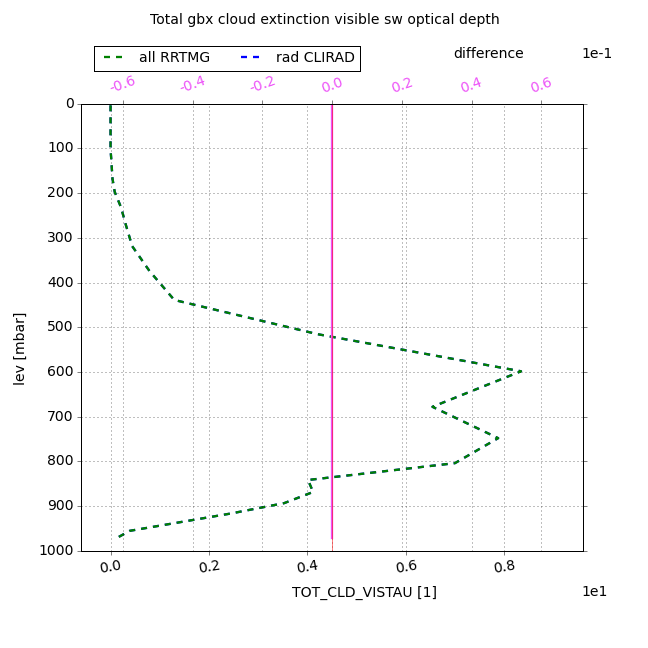 Total gbx cloud extinction visible sw optical depth
all RRTMG rad CLIRAD difference 1e-1
-0.6 -0.4 -0.2 0.0 0.2 0.4 0.6
0
100
200
300
400
500
600
700
800
900
1000
lev [mbar]
0.0 0.2 0.4 0.6 0.8
TOT_CLD_VISTAU [1] 1e1